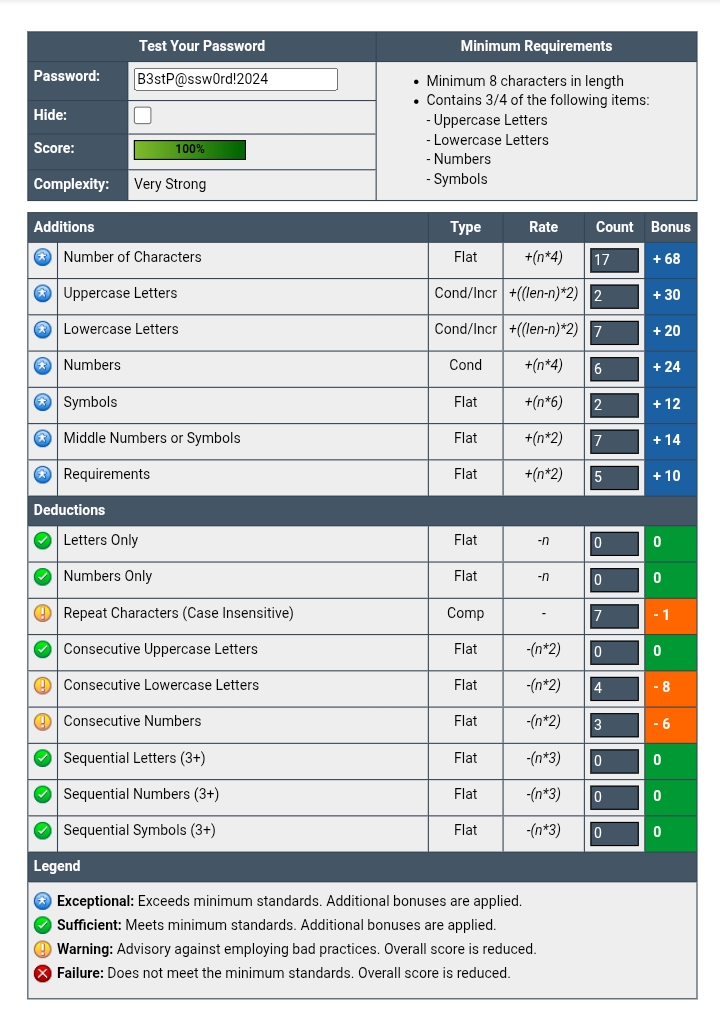 Test Your Password
Minimum Requirements
Password: B3stP@ssw0rd!2024
Hide:
Score: 100%
Complexity: Very Strong
• Minimum 8 characters in length
• Contains 3/4 of the following items:
- Uppercase Letters
- Lowercase Letters
- Numbers
- Symbols
Additions Type Rate Count Bonus
Number of Characters Flat +(n*4) 17 + 68
Uppercase Letters Cond/Incr +((len-n)*2) 2 + 30
Lowercase Letters Cond/Incr +((len-n)*2) 7 + 20
Numbers Cond +(n*4) 6 + 24
Symbols Flat +(n*6) 2 + 12
Middle Numbers or Symbols Flat +(n*2) 7 + 14
Requirements Flat +(n*2) 5 + 10
Deductions
Letters Only Flat -n 0 0
Numbers Only Flat -n 0 0
Repeat Characters (Case Insensitive) Comp - 7 - 1
Consecutive Uppercase Letters Flat -(n*2) 0 0
Consecutive Lowercase Letters Flat -(n*2) 4 - 8
Consecutive Numbers Flat -(n*2) 3 - 6
Sequential Letters (3+) Flat -(n*3) 0 0
Sequential Numbers (3+) Flat -(n*3) 0 0
Sequential Symbols (3+) Flat -(n*3) 0 0
Legend
Exceptional: Exceeds minimum standards. Additional bonuses are applied.
Sufficient: Meets minimum standards. Additional bonuses are applied.
Warning: Advisory against employing bad practices. Overall score is reduced.
Failure: Does not meet the minimum standards. Overall score is reduced.